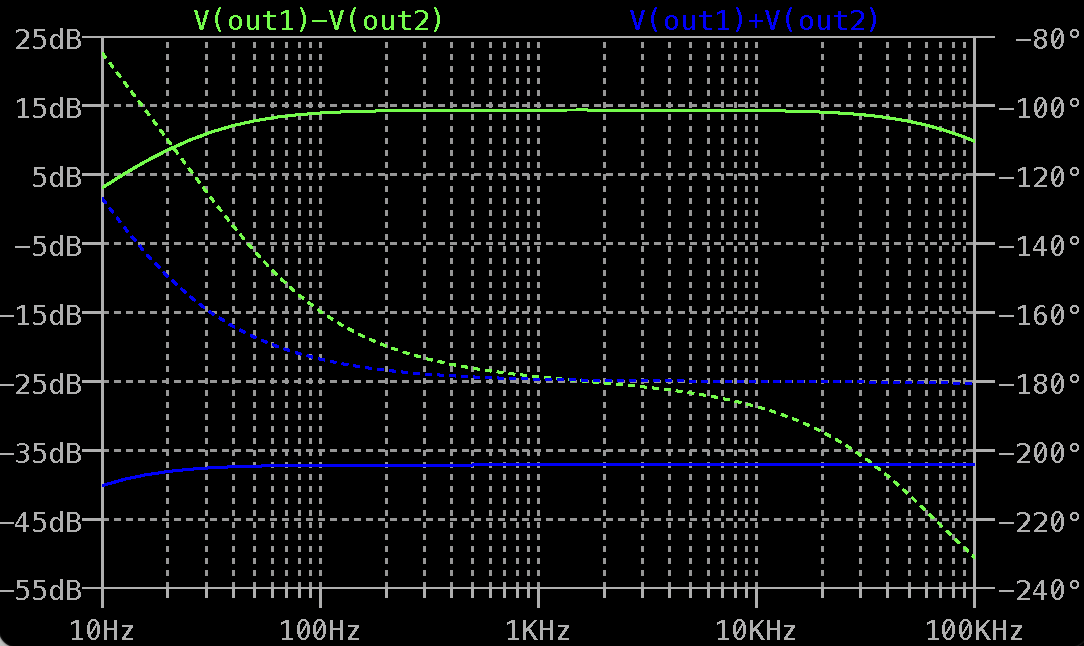 V(out1)−V(out2) V(out1)+V(out2)
25dB −80°
15dB −100°
5dB −120°
−5dB −140°
−15dB −160°
−25dB −180°
−35dB −200°
−45dB −220°
−55dB −240°
10Hz 100Hz 1KHz 10KHz 100KHz